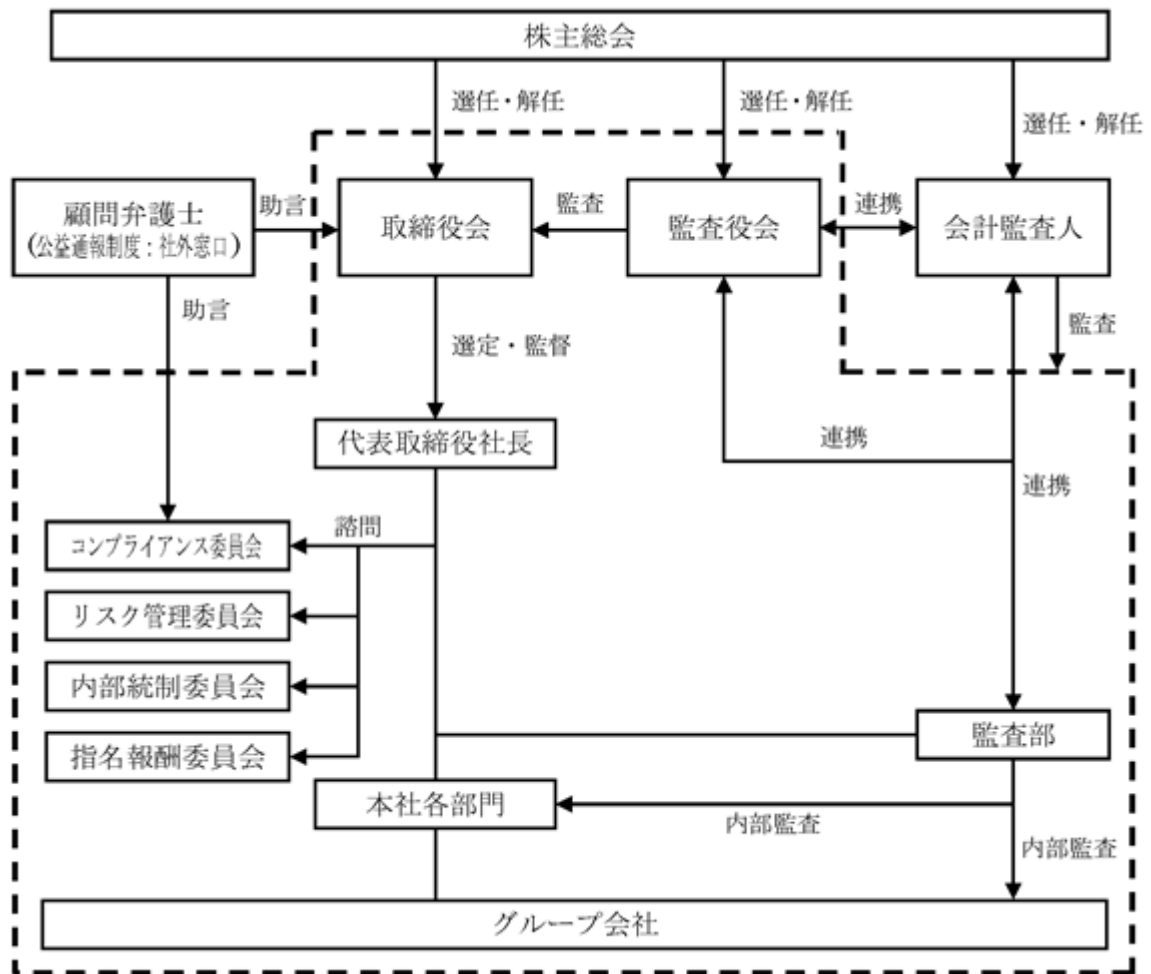 株主総会
選任・解任
選任・解任
選任・解任
顧問弁護士
(公益通報制度：社外窓口)
助言
取締役会
監査
監査役会
連携
会計監査人
助言
監査
選定・監督
代表取締役社長
連携
連携
諮問
コンプライアンス委員会
リスク管理委員会
内部統制委員会
指名報酬委員会
監査部
本社各部門
内部監査
内部監査
グループ会社